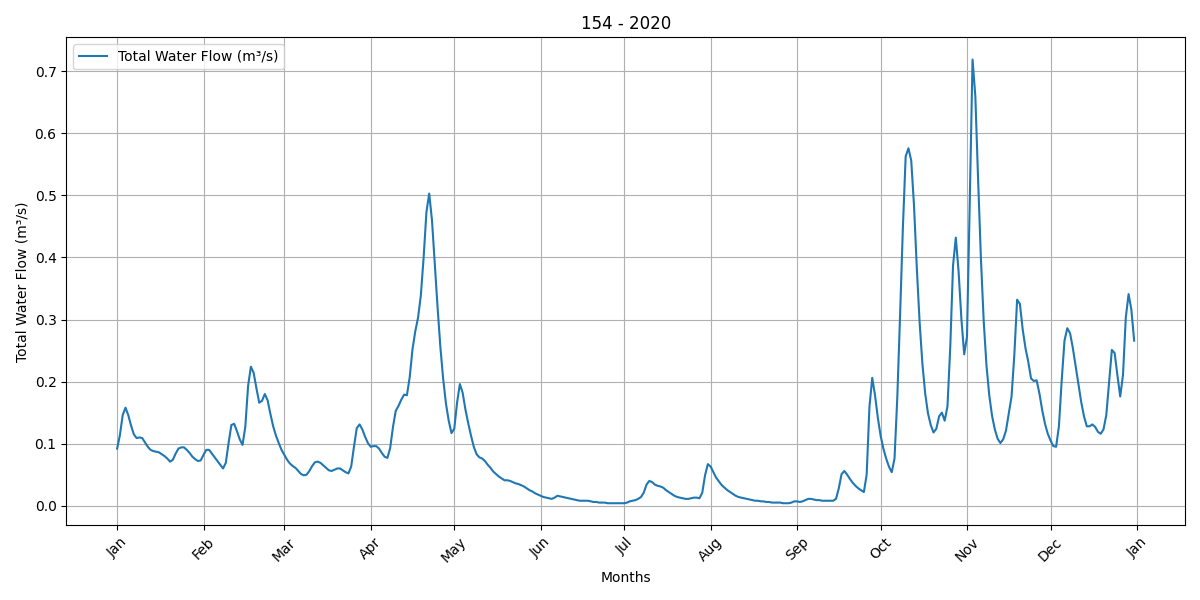 154 - 2020
Total Water Flow (m³/s)
Total Water Flow (m³/s)
0.7
0.6
0.5
0.4
0.3
0.2
0.1
0.0
Jan Feb Mar Apr May Jun Jul Aug Sep Oct Nov Dec Jan
Months